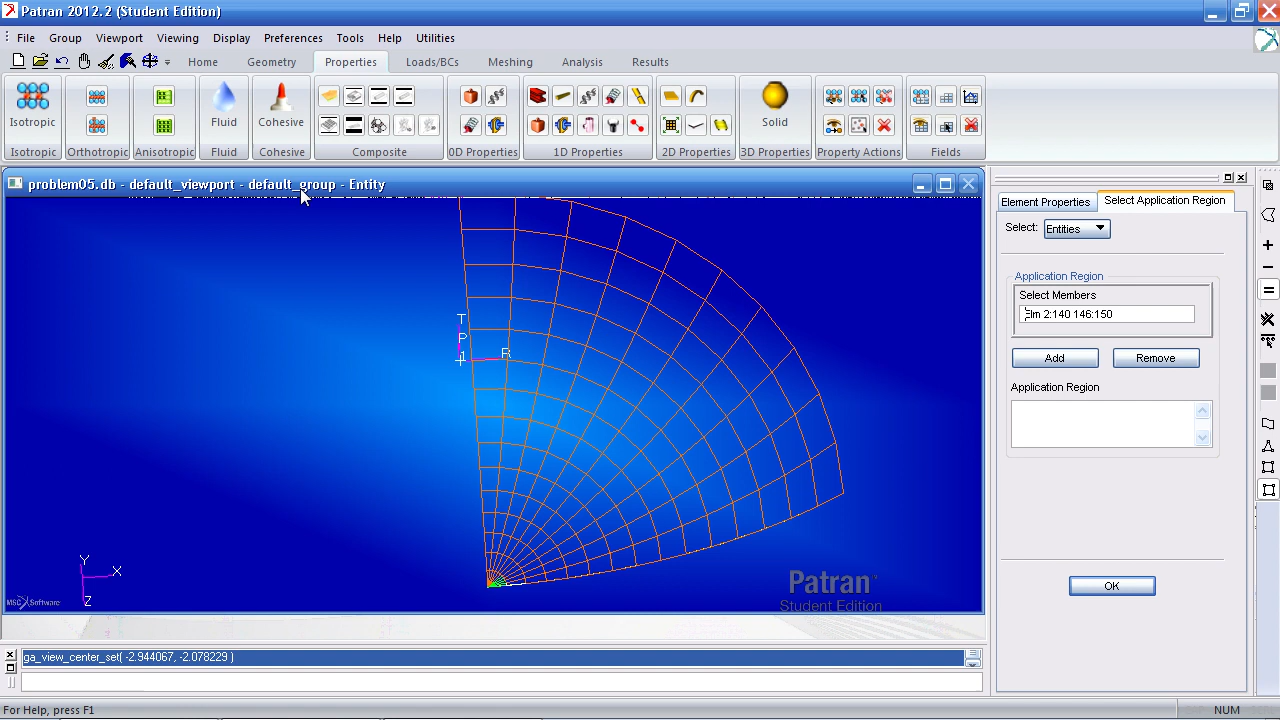 Patran 2012.2 (Student Edition)
File Group Viewport Viewing Display Preferences Tools Help Utilities
Home Geometry Properties Loads/BCs Meshing Analysis Results
Isotropic Fluid Cohesive Solid
Isotropic Orthotropic Anisotropic Fluid Cohesive Composite 0D Properties 1D Properties 2D Properties 3D Properties Property Actions Fields
problem05.db - default_viewport - default_group - Entity
Element Properties Select Application Region
Select: Entities
Application Region
Select Members
Elm 2:140 146:150
Add Remove
Application Region
OK
T
P
1
R
Y
X
Z
MSC Software
Patran
Student Edition
ga_view_center_set( -2.944067, -2.078229 )
For Help, press F1
NUM